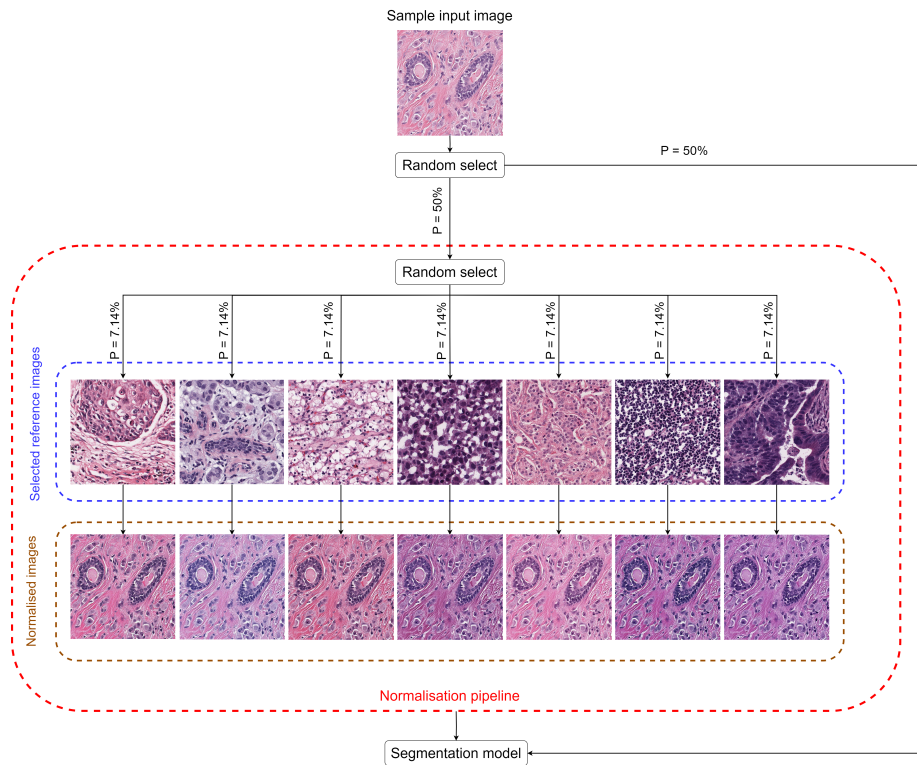 Sample input image
Random select
P = 50%
P = 50%
Random select
P = 7.14%
P = 7.14%
P = 7.14%
P = 7.14%
P = 7.14%
P = 7.14%
P = 7.14%
Selected reference images
Normalised images
Normalisation pipeline
Segmentation model